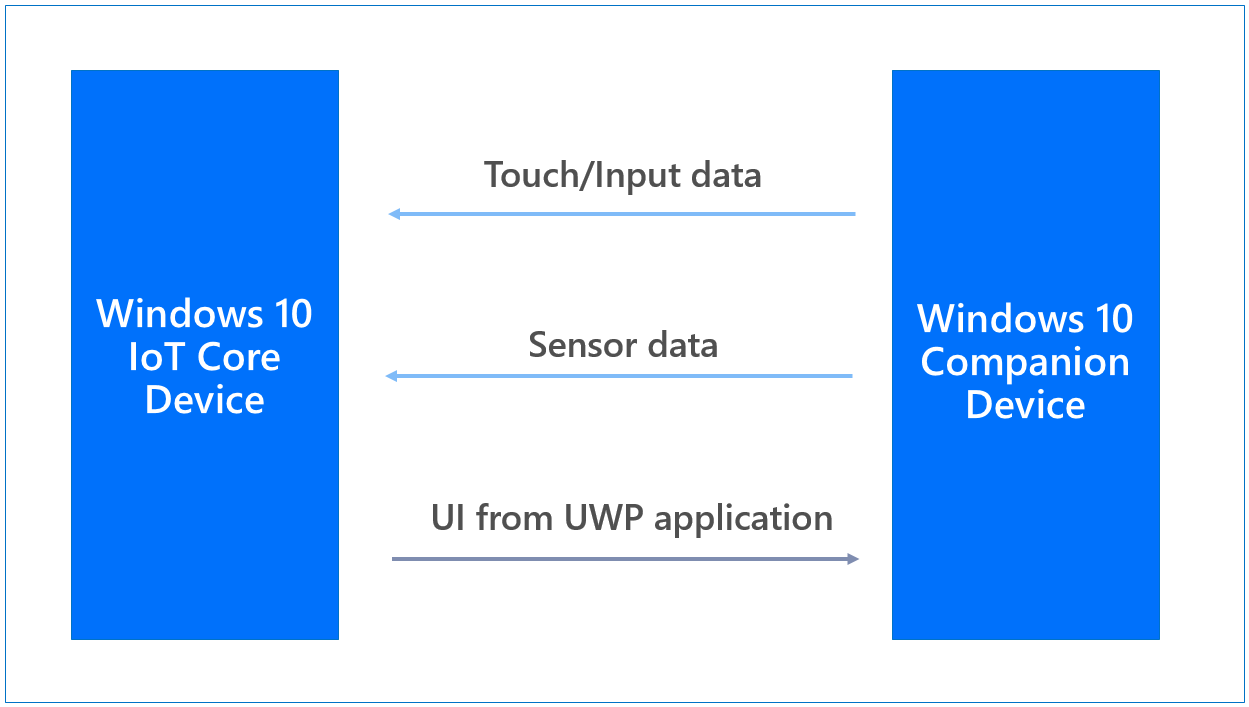 Windows 10
IoT Core
Device
Touch/Input data
Sensor data
UI from UWP application
Windows 10
Companion
Device